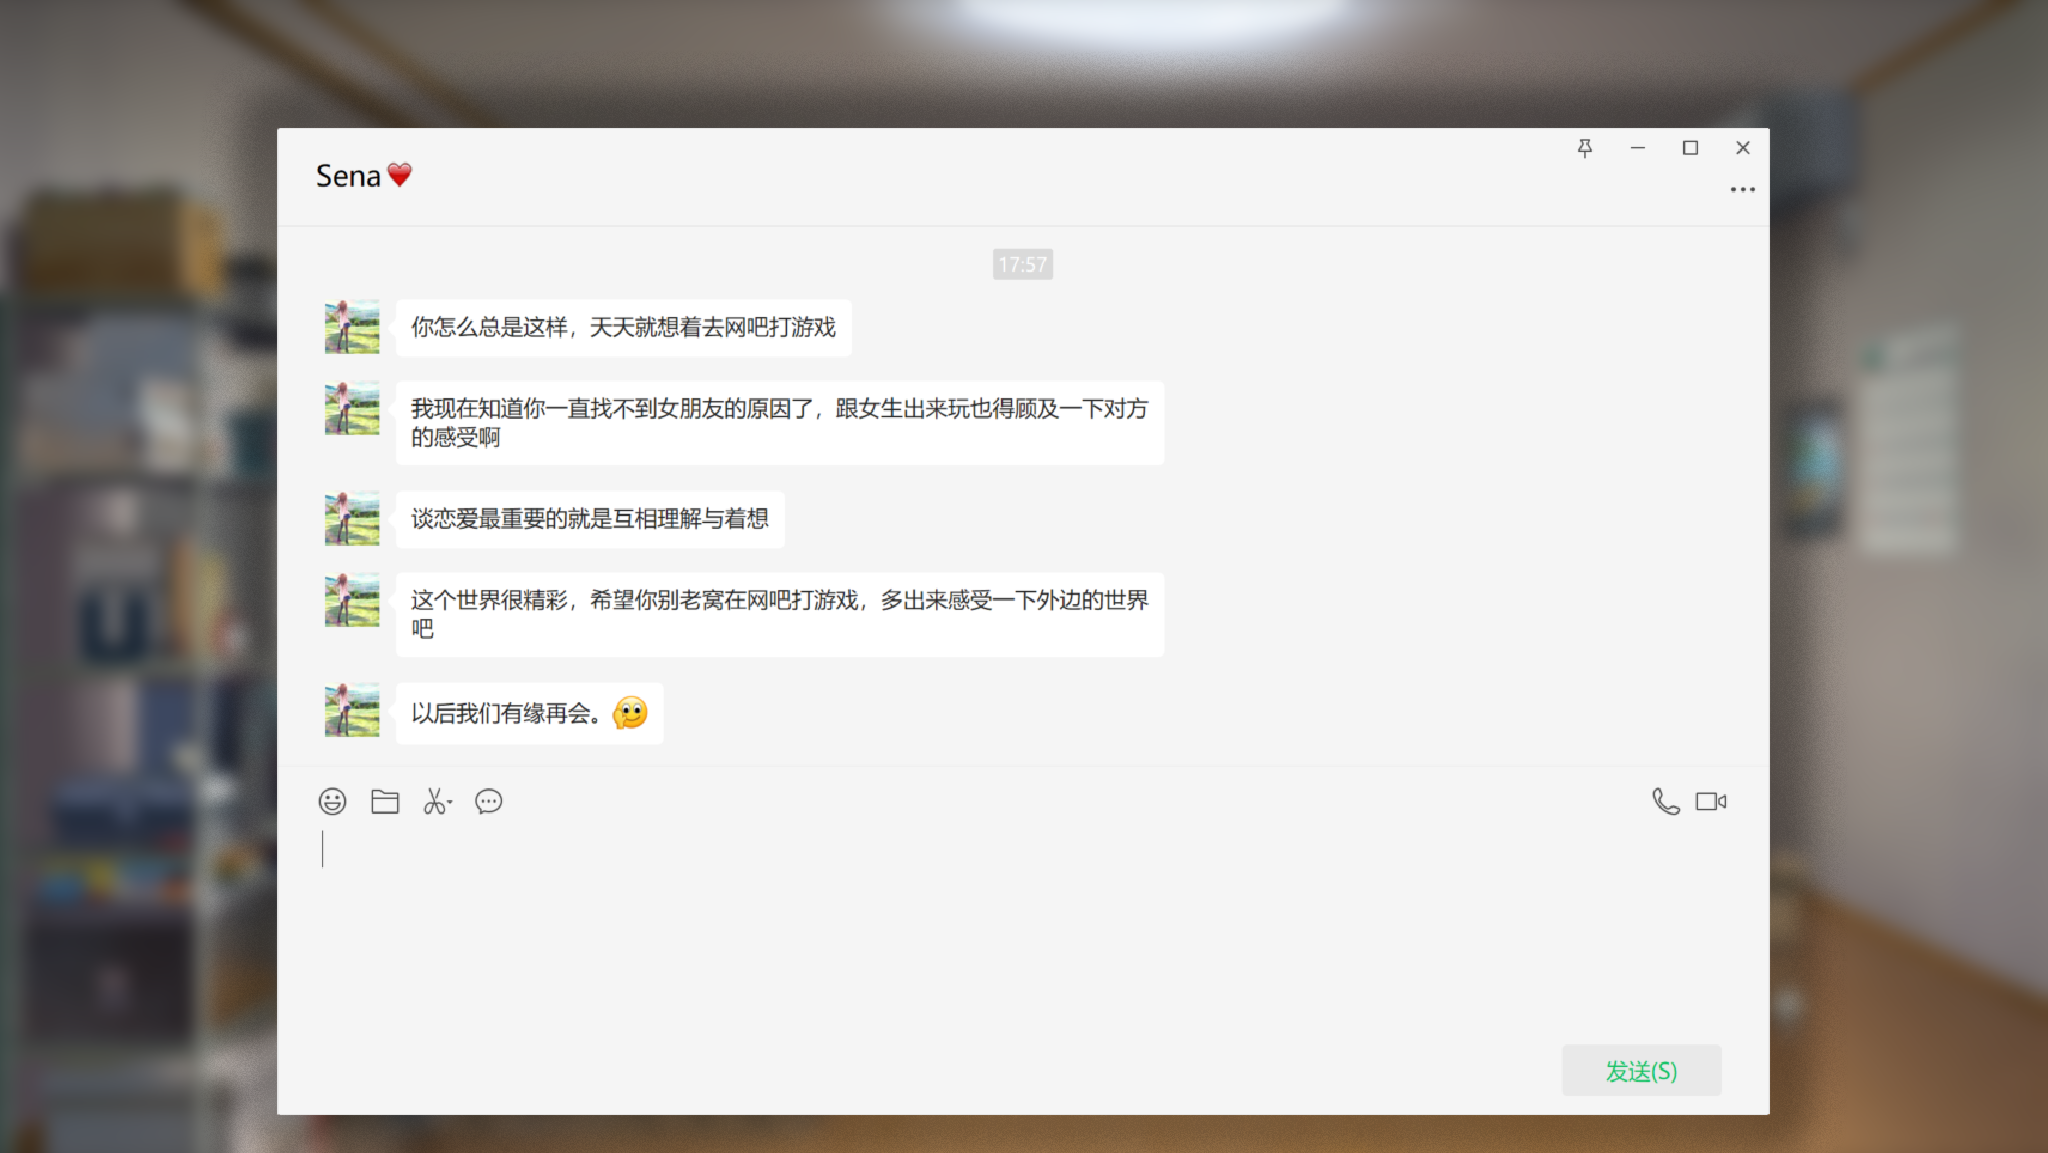 Sena❤️
17:57
你怎么总是这样，天天就想着去网吧打游戏
我现在知道你一直找不到女朋友的原因了，跟女生出来玩也得顾及一下对方
的感受啊
谈恋爱最重要的就是互相理解与着想
这个世界很精彩，希望你别老窝在网吧打游戏，多出来感受一下外边的世界
吧
以后我们有缘再会。
发送(S)